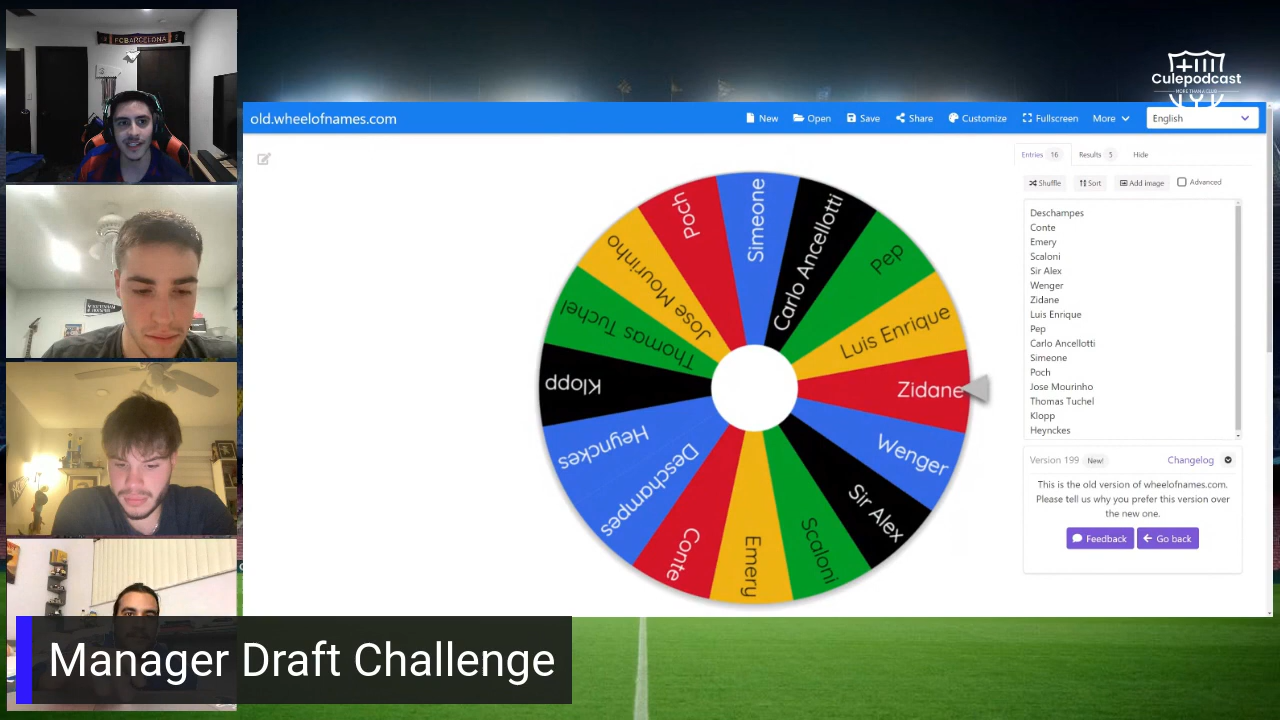 FCBARCELONA
Culepodcast
MORE THAN A CLUB
old.wheelofnames.com
New
Open
Save
Share
Customize
Fullscreen
More
English
Entries 16
Results 5
Hide
Shuffle
Sort
Add image
Advanced
Deschampes
Conte
Emery
Scaloni
Sir Alex
Wenger
Zidane
Luis Enrique
Pep
Carlo Ancellotti
Simeone
Poch
Jose Mourinho
Thomas Tuchel
Klopp
Heynckes
Version 199 New!
Changelog
This is the old version of wheelofnames.com.
Please tell us why you prefer this version over
the new one.
Feedback
Go back
Simeone
Carlo Ancellotti
Pep
Luis Enrique
Zidane
Wenger
Sir Alex
Scaloni
Emery
Conte
Deschampes
Heynckes
Klopp
Thomas Tuchel
Jose Mourinho
Poch
Manager Draft Challenge